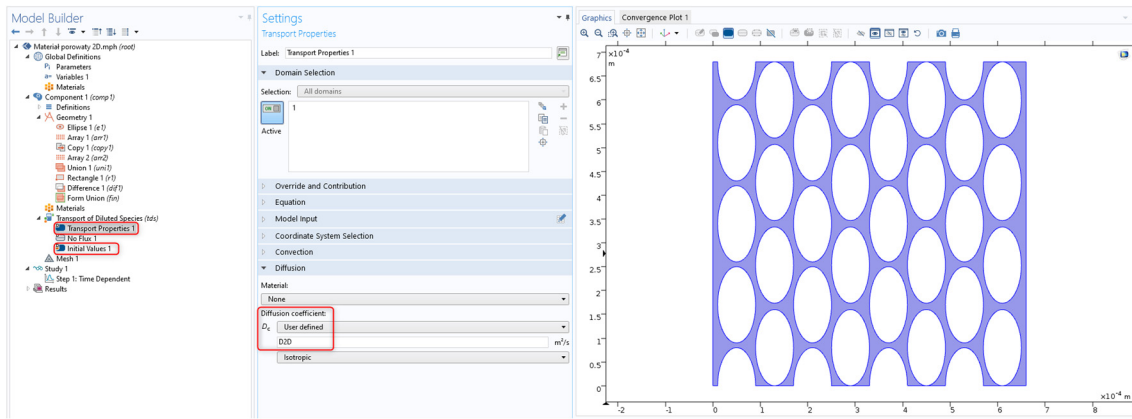 Model Builder
Material porowaty 2D.mph (root)
Global Definitions
Pi Parameters
a= Variables 1
Materials
Component 1 (comp1)
Definitions
Geometry 1
Ellipse 1 (e1)
Array 1 (arr1)
Copy 1 (copy1)
Array 2 (arr2)
Union 1 (uni1)
Rectangle 1 (r1)
Difference 1 (dif1)
Form Union (fin)
Materials
Transport of Diluted Species (tds)
Transport Properties 1
No Flux 1
Initial Values 1
Mesh 1
Study 1
Step 1: Time Dependent
Results
Settings
Transport Properties
Label: Transport Properties 1
Domain Selection
Selection: All domains
ON
1
Active
Override and Contribution
Equation
Model Input
Coordinate System Selection
Convection
Diffusion
Material:
None
Diffusion coefficient:
Dc User defined
D2D m²/s
Isotropic
Graphics Convergence Plot 1
×10⁻⁴
7
m
6.5
6
5.5
5
4.5
4
3.5
3
2.5
2
1.5
1
0.5
0
-2 -1 0 1 2 3 4 5 6 7 8
×10⁻⁴ m